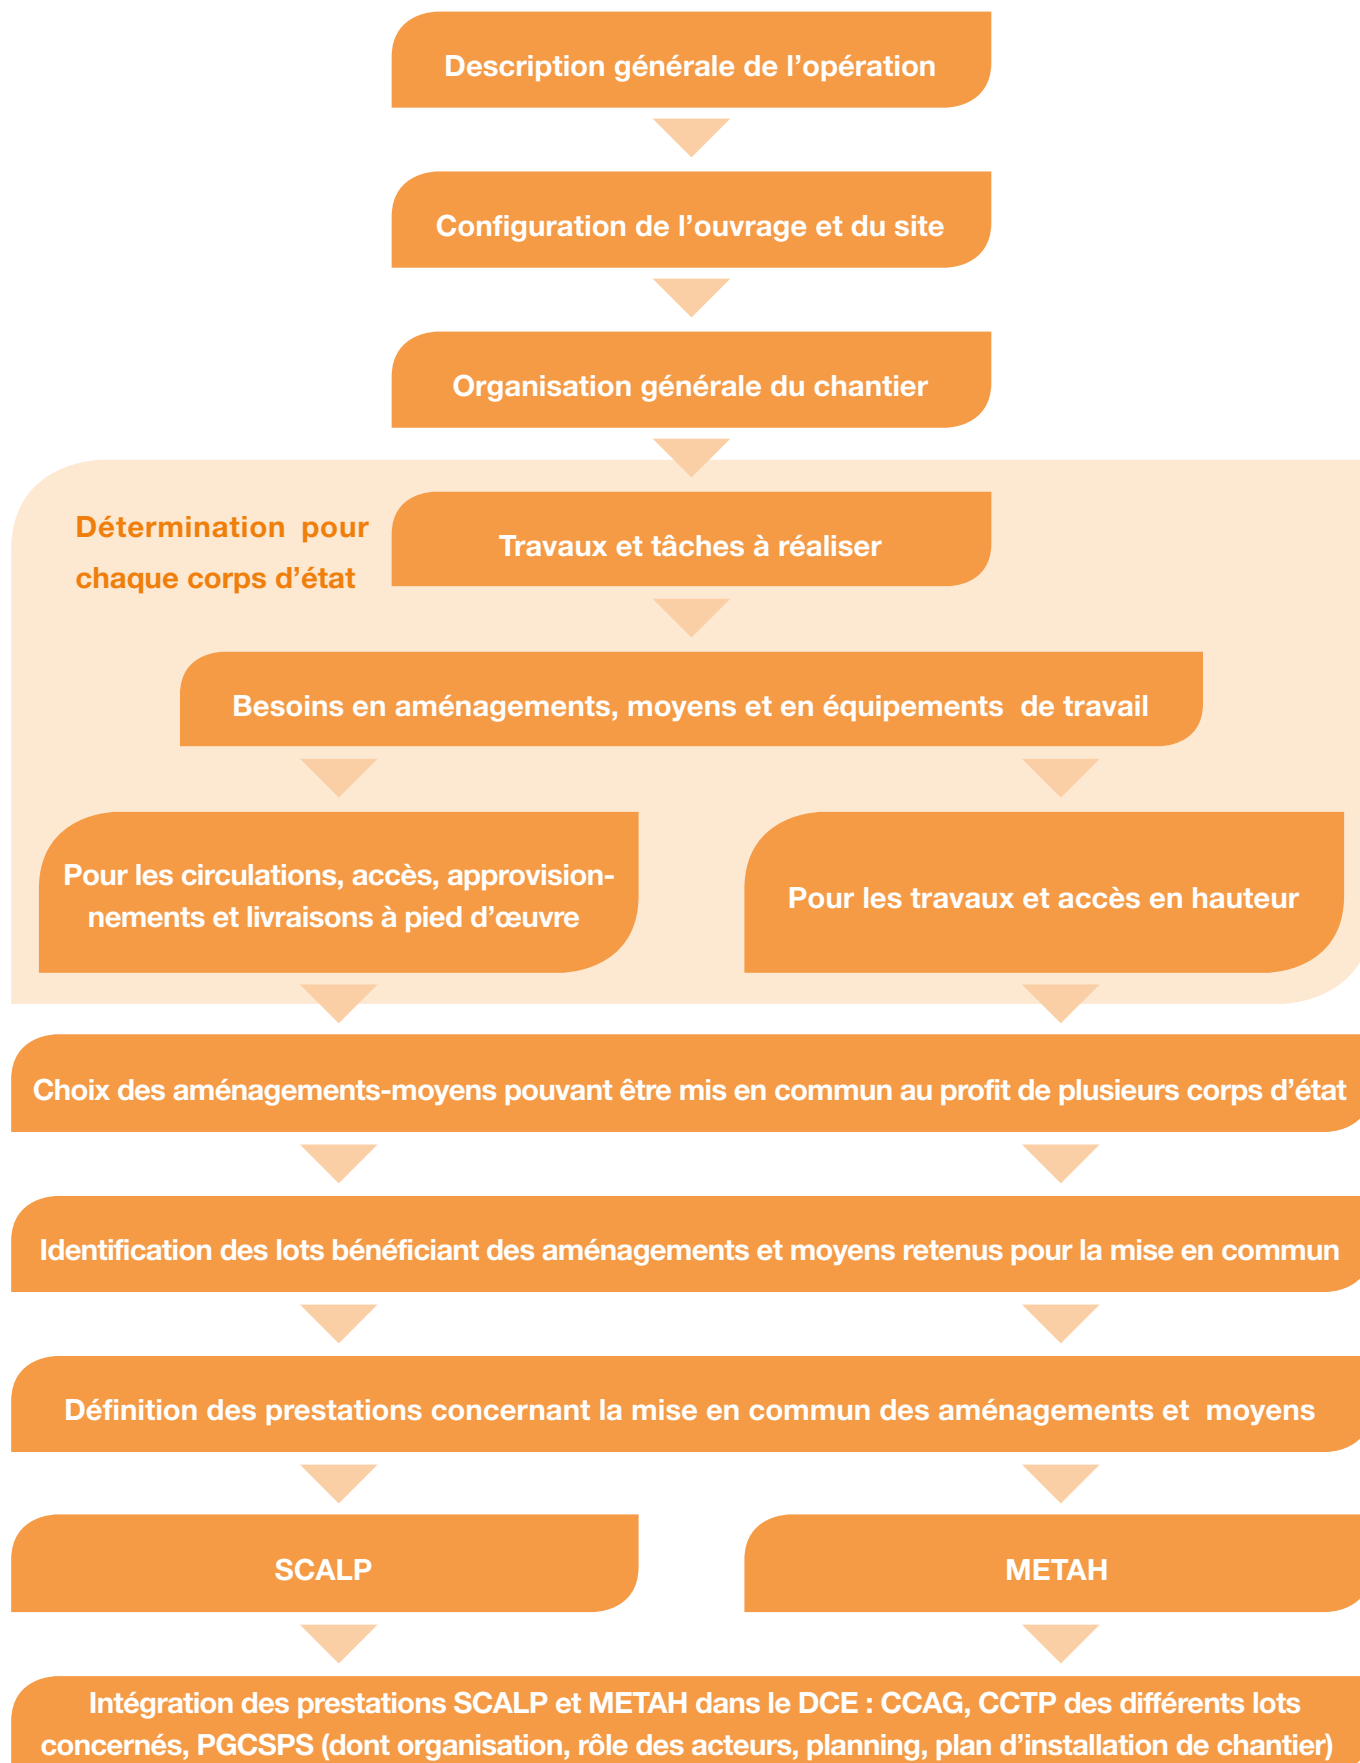 Description générale de l’opération
Configuration de l’ouvrage et du site
Organisation générale du chantier
Détermination pour
chaque corps d’état
Travaux et tâches à réaliser
Besoins en aménagements, moyens et en équipements de travail
Pour les circulations, accès, approvision-
nements et livraisons à pied d’œuvre
Pour les travaux et accès en hauteur
Choix des aménagements-moyens pouvant être mis en commun au profit de plusieurs corps d’état
Identification des lots bénéficiant des aménagements et moyens retenus pour la mise en commun
Définition des prestations concernant la mise en commun des aménagements et moyens
SCALP
METAH
Intégration des prestations SCALP et METAH dans le DCE : CCAG, CCTP des différents lots
concernés, PGCSPS (dont organisation, rôle des acteurs, planning, plan d’installation de chantier)